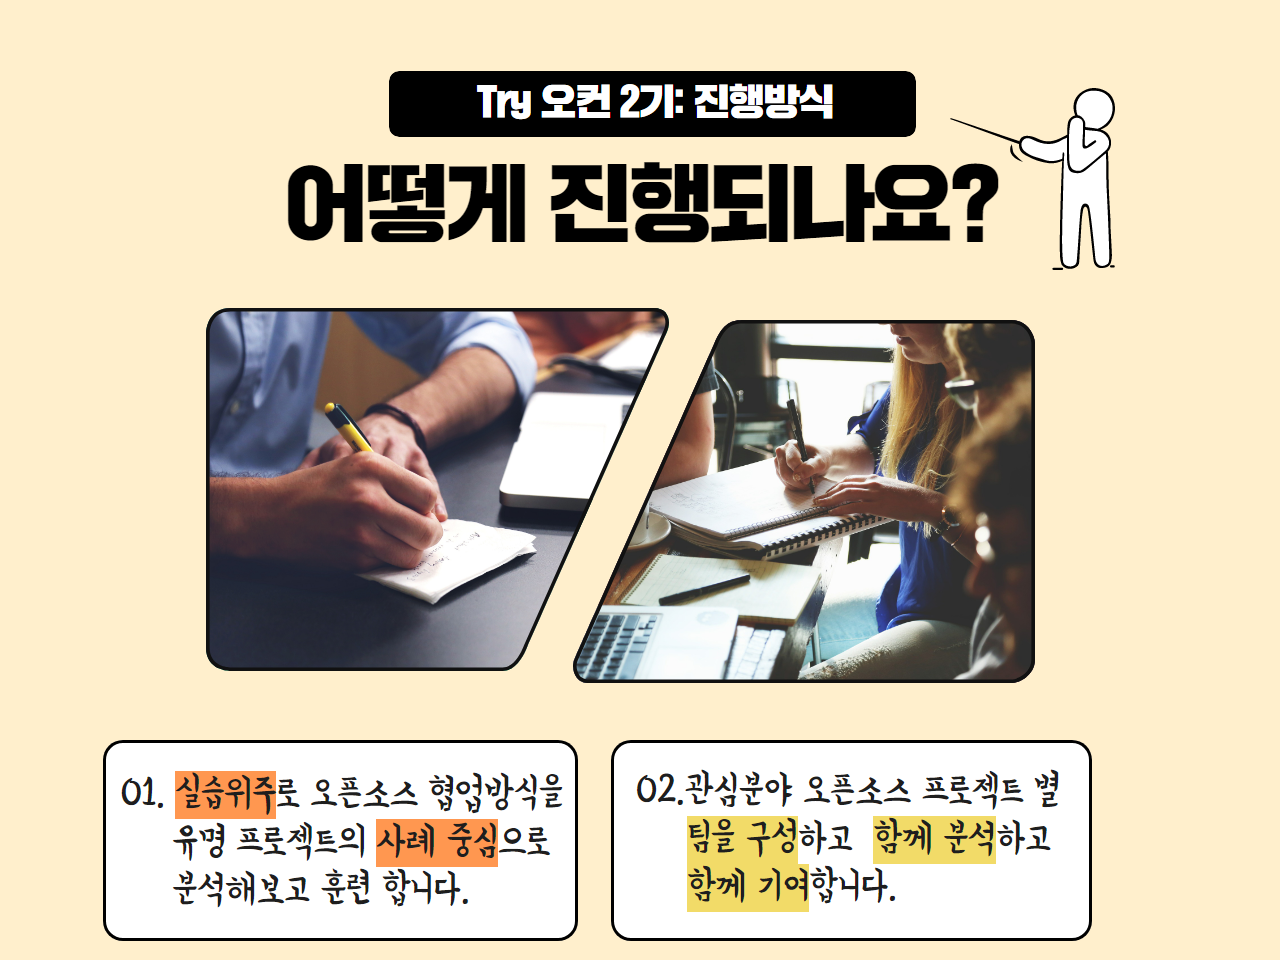 Try 오컨 2기: 진행방식
어떻게 진행되나요?
01. 실습위주로 오픈소스 협업방식을
유명 프로젝트의 사례 중심으로
분석해보고 훈련 합니다.
02.관심분야 오픈소스 프로젝트 별
팀을 구성하고 함께 분석하고
함께 기여합니다.